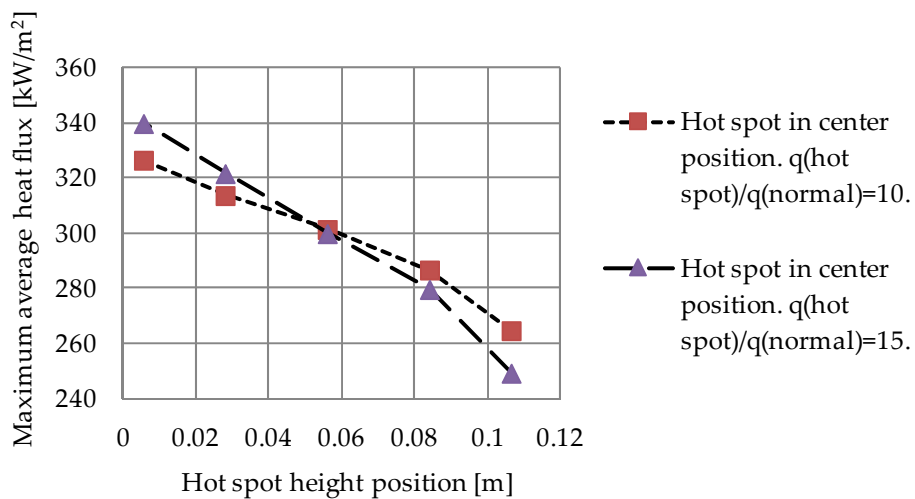 Maximum average heat flux [kW/m²]
360
340
320
300
280
260
240
0 0.02 0.04 0.06 0.08 0.1 0.12
Hot spot height position [m]
Hot spot in center
position. q(hot
spot)/q(normal)=10.
Hot spot in center
position. q(hot
spot)/q(normal)=15.